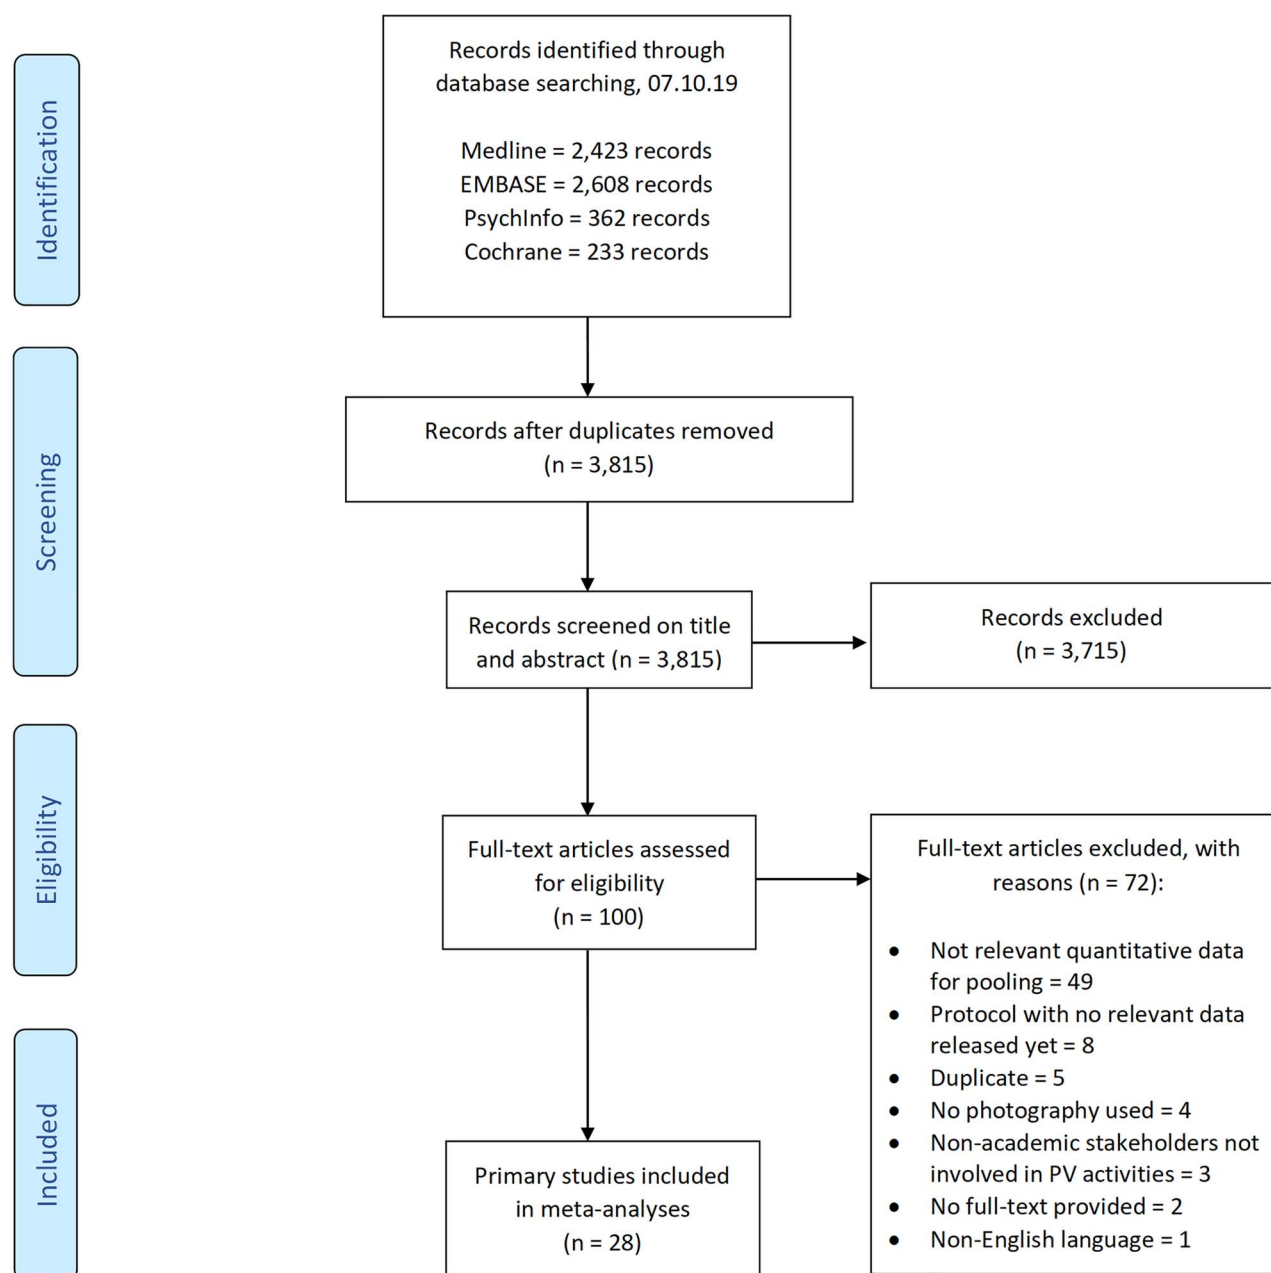 Identification
Records identified through
database searching, 07.10.19
Medline = 2,423 records
EMBASE = 2,608 records
PsychInfo = 362 records
Cochrane = 233 records
Screening
Records after duplicates removed
(n = 3,815)
Records screened on title
and abstract (n = 3,815)
Records excluded
(n = 3,715)
Eligibility
Full-text articles assessed
for eligibility
(n = 100)
Full-text articles excluded, with
reasons (n = 72):
• Not relevant quantitative data
for pooling = 49
• Protocol with no relevant data
released yet = 8
• Duplicate = 5
• No photography used = 4
• Non-academic stakeholders not
involved in PV activities = 3
• No full-text provided = 2
• Non-English language = 1
Included
Primary studies included
in meta-analyses
(n = 28)